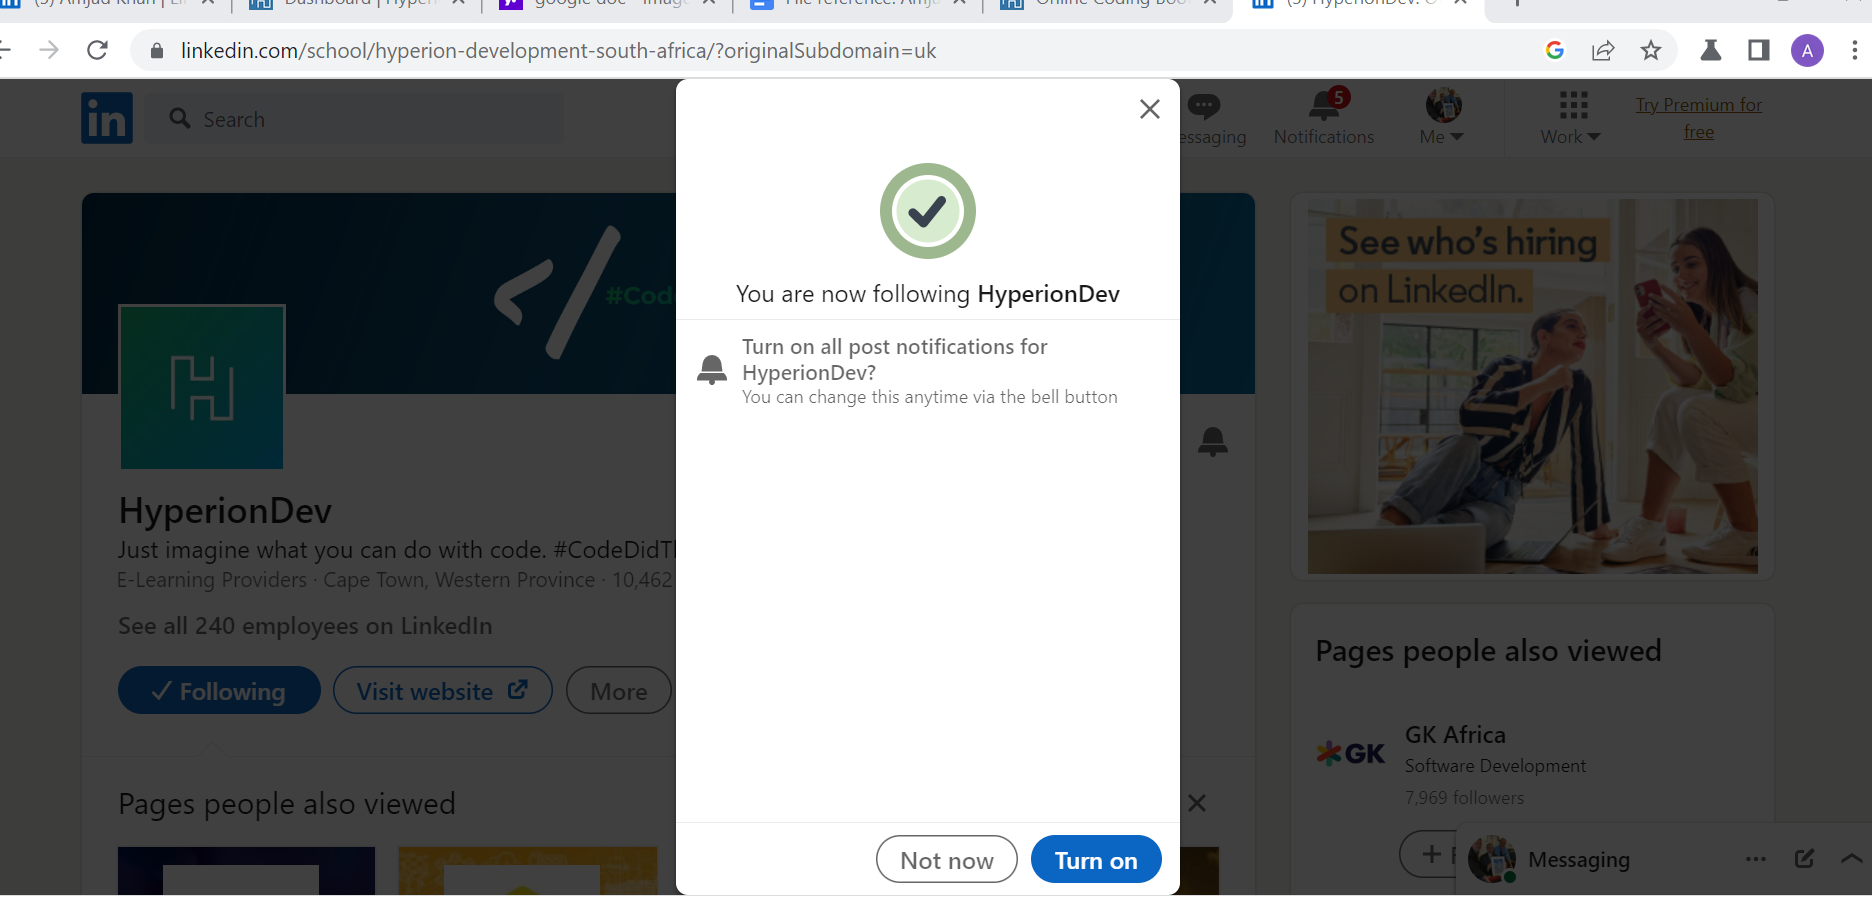 linkedin.com/school/hyperion-development-south-africa/?originalSubdomain=uk
A
in
Search
essaging
5
Notifications
Me
Work
Try Premium for
free
</
#Cod
You are now following HyperionDev
Turn on all post notifications for
HyperionDev?
You can change this anytime via the bell button
See who's hiring
on LinkedIn.
H
HyperionDev
Just imagine what you can do with code. #CodeDidTh
E-Learning Providers · Cape Town, Western Province · 10,462
See all 240 employees on LinkedIn
Following
Visit website
More
Pages people also viewed
Pages people also viewed
GK
GK Africa
Software Development
7,969 followers
Messaging
Not now
Turn on